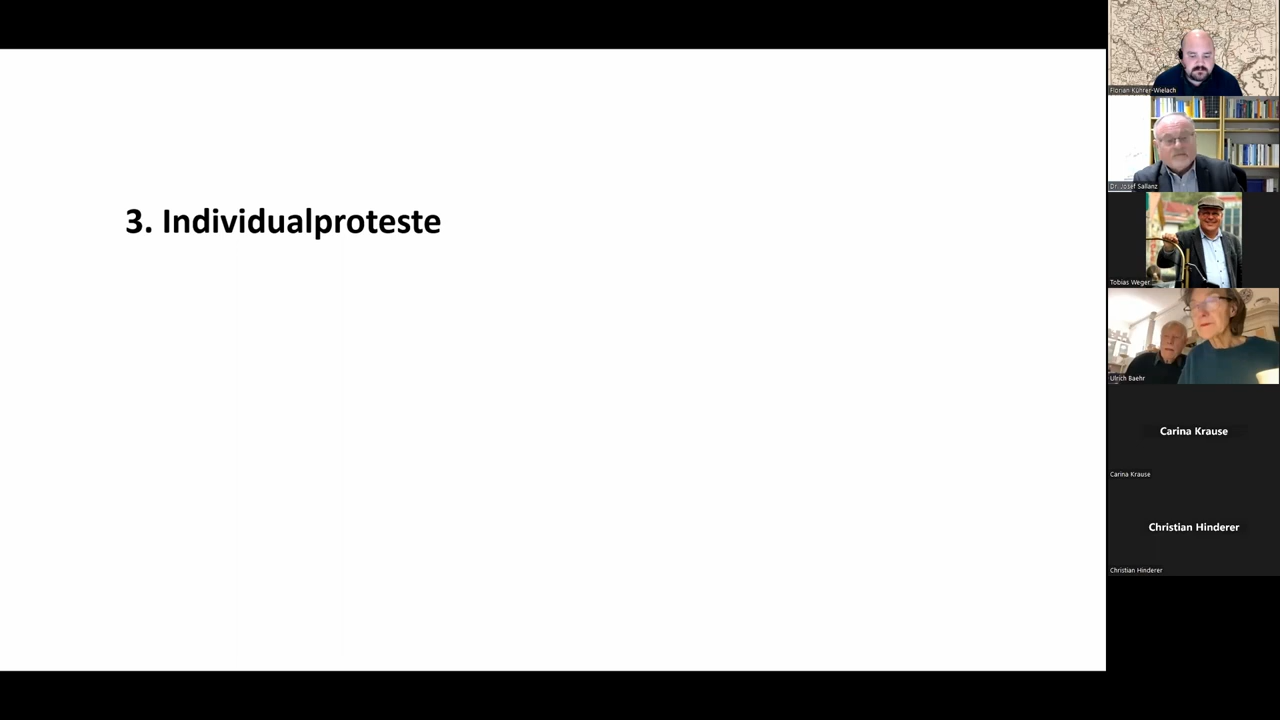 3. Individualproteste
Florian Kührer-Wielach
Dr. Josef Sallanz
Tobias Weger
Ulrich Baehr
Carina Krause
Carina Krause
Christian Hinderer
Christian Hinderer